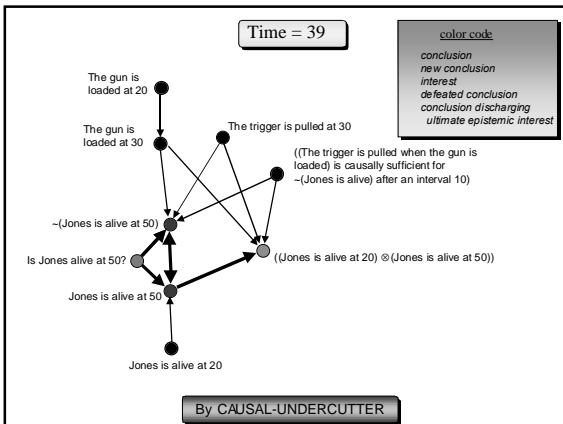 Time = 39
color code
conclusion
new conclusion
interest
defeated conclusion
conclusion discharging
ultimate epistemic interest
The gun is
loaded at 20
The gun is
loaded at 30
The trigger is pulled at 30
((The trigger is pulled when the gun is
loaded) is causally sufficient for
~(Jones is alive) after an interval 10)
~(Jones is alive at 50)
Is Jones alive at 50?
((Jones is alive at 20) ⊗(Jones is alive at 50))
Jones is alive at 50
Jones is alive at 20
By CAUSAL-UNDERCUTTER